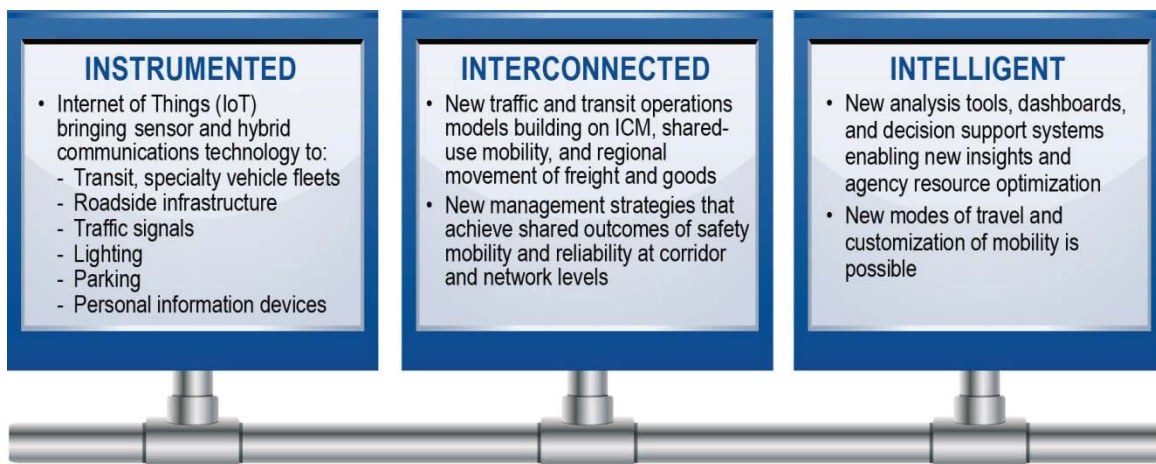 INSTRUMENTED
• Internet of Things (IoT)
bringing sensor and hybrid
communications technology to:
- Transit, specialty vehicle fleets
- Roadside infrastructure
- Traffic signals
- Lighting
- Parking
- Personal information devices
INTERCONNECTED
• New traffic and transit operations
models building on ICM, shared-
use mobility, and regional
movement of freight and goods
• New management strategies that
achieve shared outcomes of safety
mobility and reliability at corridor
and network levels
INTELLIGENT
• New analysis tools, dashboards,
and decision support systems
enabling new insights and
agency resource optimization
• New modes of travel and
customization of mobility is
possible